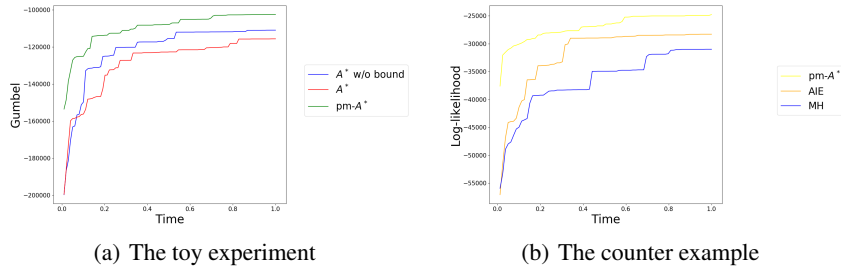 −100000
−120000
−140000
−160000
−180000
−200000
Gumbel
0.0 0.2 0.4 0.6 0.8 1.0
Time
A* w/o bound
A*
pm-A*
(a) The toy experiment
−25000
−30000
−35000
−40000
−45000
−50000
−55000
Log-likelihood
0.0 0.2 0.4 0.6 0.8 1.0
Time
pm-A*
AIE
MH
(b) The counter example